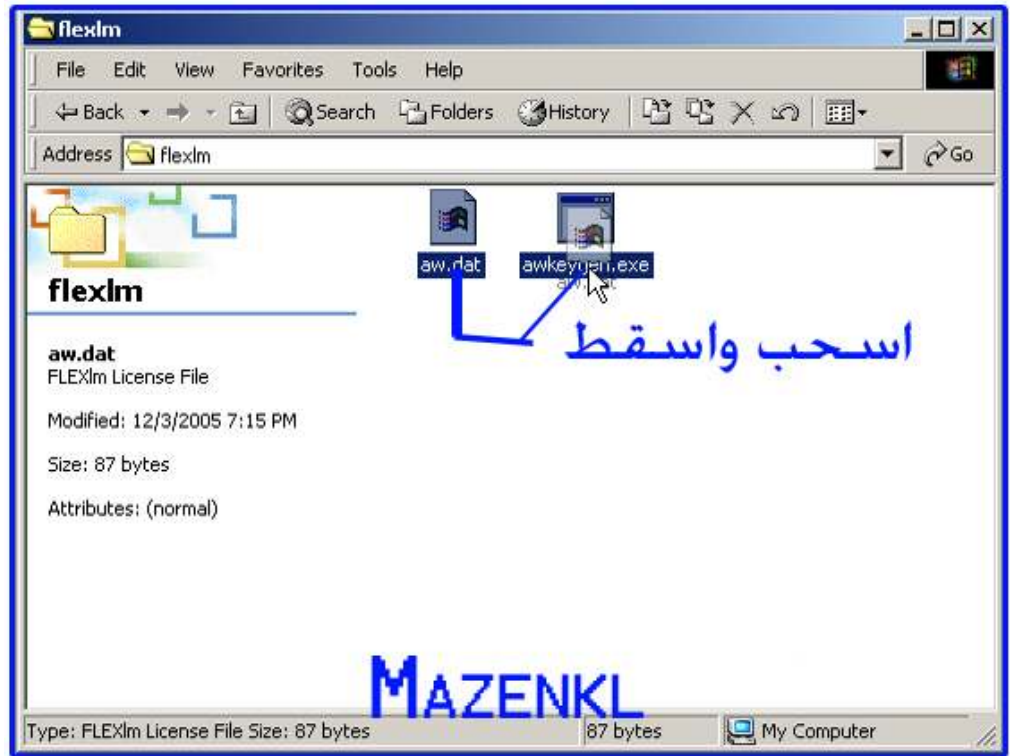 flexlm
File Edit View Favorites Tools Help
Back Search Folders History
Address flexlm Go
aw.dat awkeygen.exe
aw.dat
flexlm
اسحب واسقط
aw.dat
FLEXlm License File
Modified: 12/3/2005 7:15 PM
Size: 87 bytes
Attributes: (normal)
MAZENKL
Type: FLEXlm License File Size: 87 bytes 87 bytes My Computer